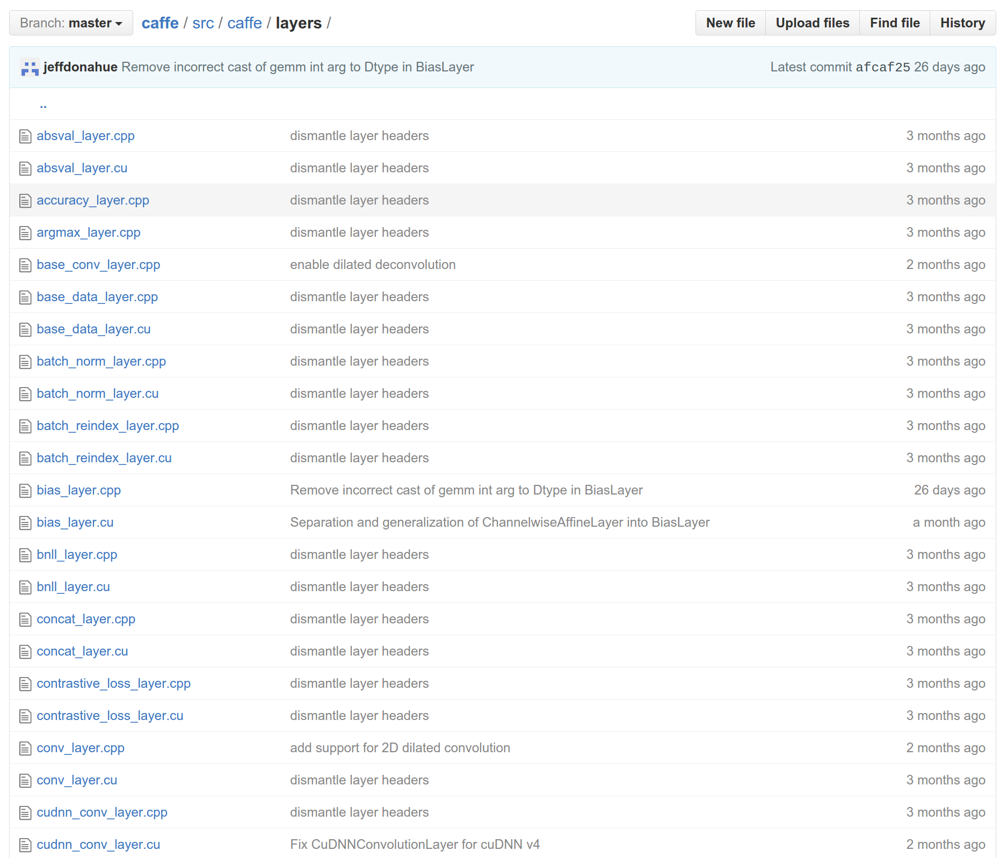 Branch: master caffe / src / caffe / layers / New file Upload files Find file History
jeffdonahue Remove incorrect cast of gemm int arg to Dtype in BiasLayer Latest commit afcaf25 26 days ago
..
absval_layer.cpp dismantle layer headers 3 months ago
absval_layer.cu dismantle layer headers 3 months ago
accuracy_layer.cpp dismantle layer headers 3 months ago
argmax_layer.cpp dismantle layer headers 3 months ago
base_conv_layer.cpp enable dilated deconvolution 2 months ago
base_data_layer.cpp dismantle layer headers 3 months ago
base_data_layer.cu dismantle layer headers 3 months ago
batch_norm_layer.cpp dismantle layer headers 3 months ago
batch_norm_layer.cu dismantle layer headers 3 months ago
batch_reindex_layer.cpp dismantle layer headers 3 months ago
batch_reindex_layer.cu dismantle layer headers 3 months ago
bias_layer.cpp Remove incorrect cast of gemm int arg to Dtype in BiasLayer 26 days ago
bias_layer.cu Separation and generalization of ChannelwiseAffineLayer into BiasLayer a month ago
bnll_layer.cpp dismantle layer headers 3 months ago
bnll_layer.cu dismantle layer headers 3 months ago
concat_layer.cpp dismantle layer headers 3 months ago
concat_layer.cu dismantle layer headers 3 months ago
contrastive_loss_layer.cpp dismantle layer headers 3 months ago
contrastive_loss_layer.cu dismantle layer headers 3 months ago
conv_layer.cpp add support for 2D dilated convolution 2 months ago
conv_layer.cu dismantle layer headers 3 months ago
cudnn_conv_layer.cpp dismantle layer headers 3 months ago
cudnn_conv_layer.cu Fix CuDNNConvolutionLayer for cuDNN v4 2 months ago